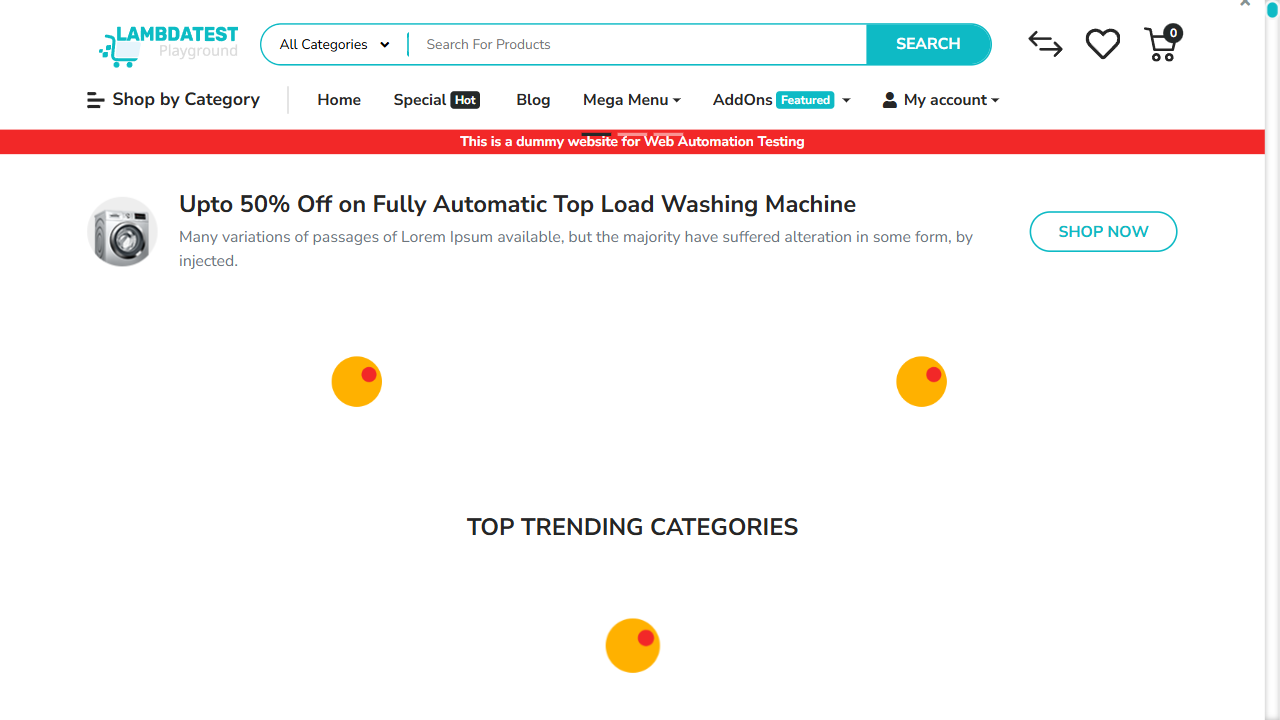 LAMBDATEST
Playground
All Categories
Search For Products
SEARCH
0
Shop by Category
Home
Special Hot
Blog
Mega Menu
AddOns Featured
My account
This is a dummy website for Web Automation Testing
Upto 50% Off on Fully Automatic Top Load Washing Machine
Many variations of passages of Lorem Ipsum available, but the majority have suffered alteration in some form, by
injected.
SHOP NOW
TOP TRENDING CATEGORIES